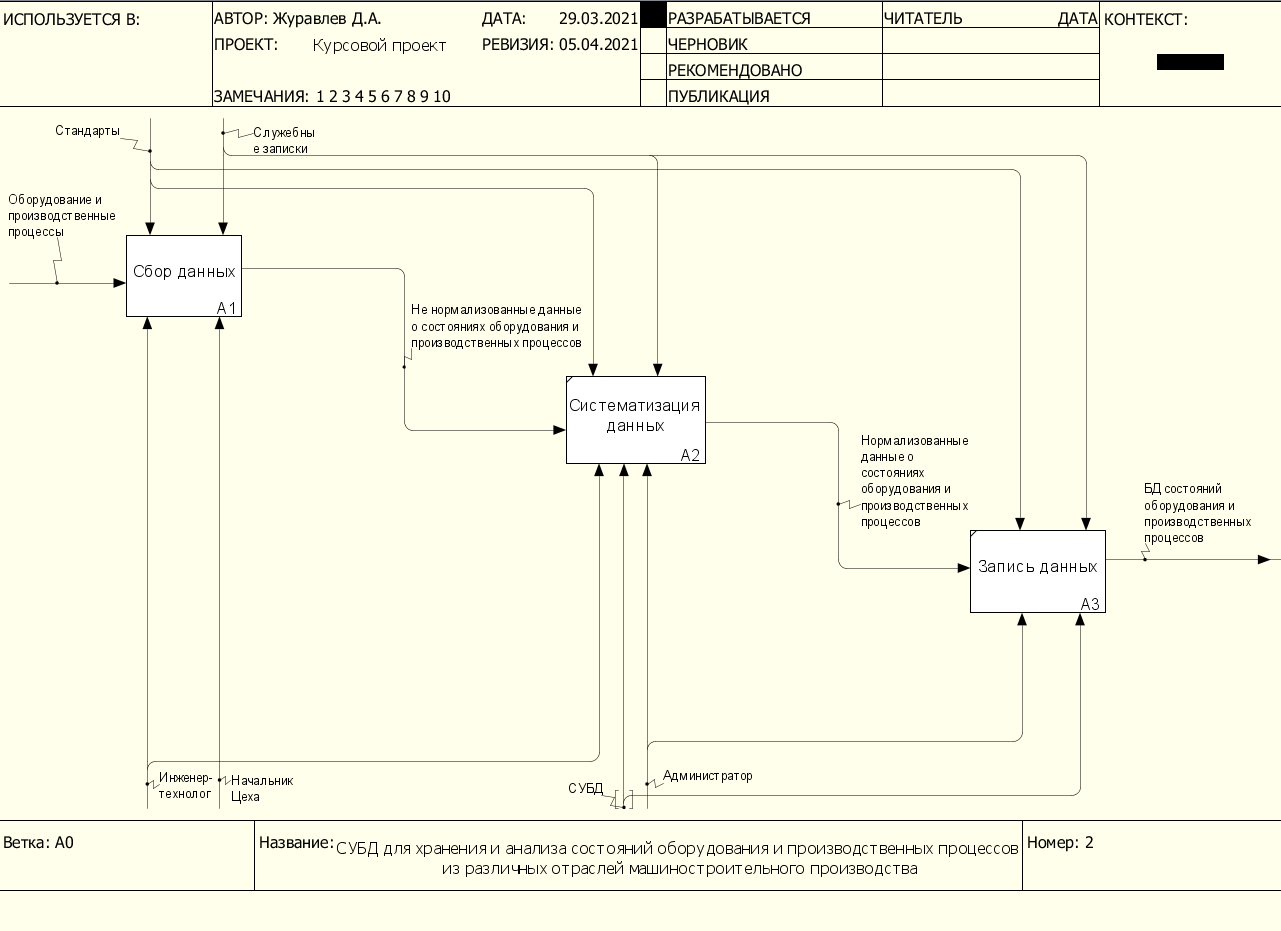 ИСПОЛЬЗУЕТСЯ В:
АВТОР: Журавлев Д.А.
ДАТА: 29.03.2021
ПРОЕКТ: Курсовой проект
РЕВИЗИЯ: 05.04.2021
ЗАМЕЧАНИЯ: 1 2 3 4 5 6 7 8 9 10
РАЗРАБАТЫВАЕТСЯ
ЧЕРНОВИК
РЕКОМЕНДОВАНО
ПУБЛИКАЦИЯ
ЧИТАТЕЛЬ
ДАТА
КОНТЕКСТ:
Стандарты
Служебны
е записки
Оборудование и
производственные
процессы
Сбор данных
A1
Не нормализованные данные
о состояниях оборудования и
производственных процессов
Систематизация
данных
A2
Нормализованные
данные о
состояниях
оборудования и
производственных
процессов
БД состояний
оборудования и
производственных
процессов
Запись данных
A3
Инженер-
технолог
Начальник
Цеха
СУБД
Администратор
Ветка: A0
Название: СУБД для хранения и анализа состояний оборудования и производственных процессов
из различных отраслей машиностроительного производства
Номер: 2